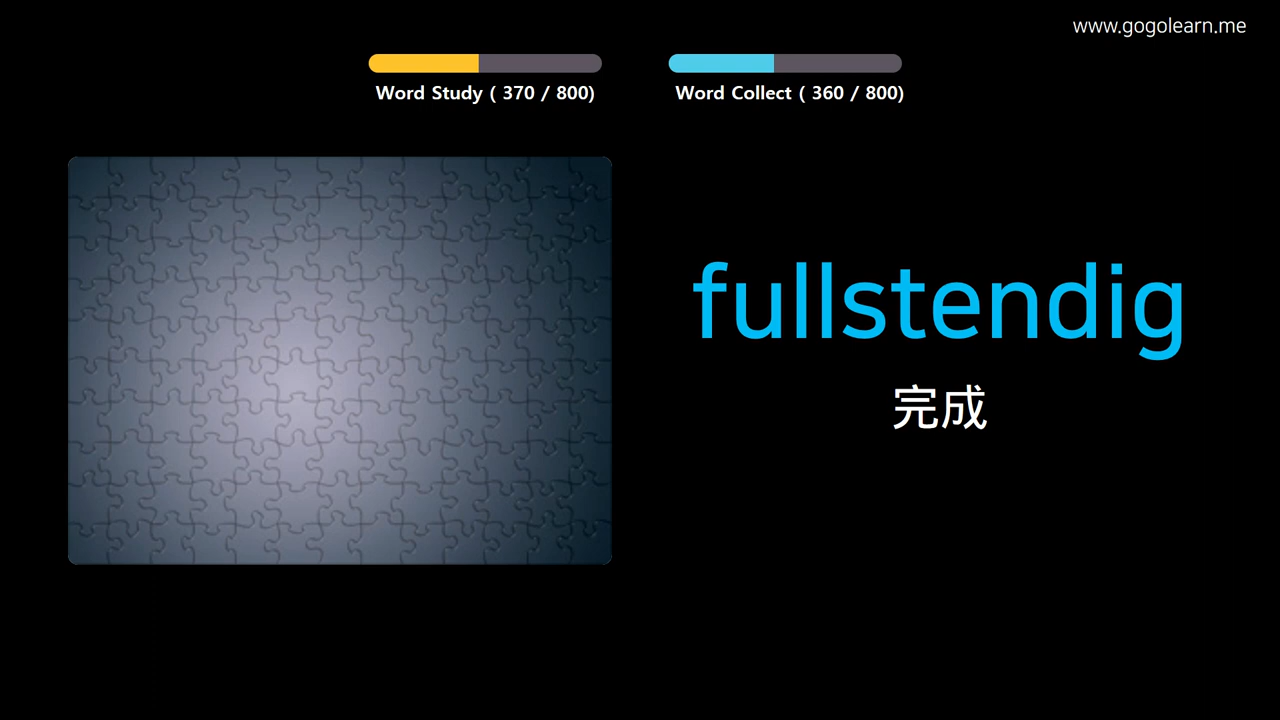 www.gogolearn.me
Word Study ( 370 / 800)
Word Collect ( 360 / 800)
fullstendig
完成